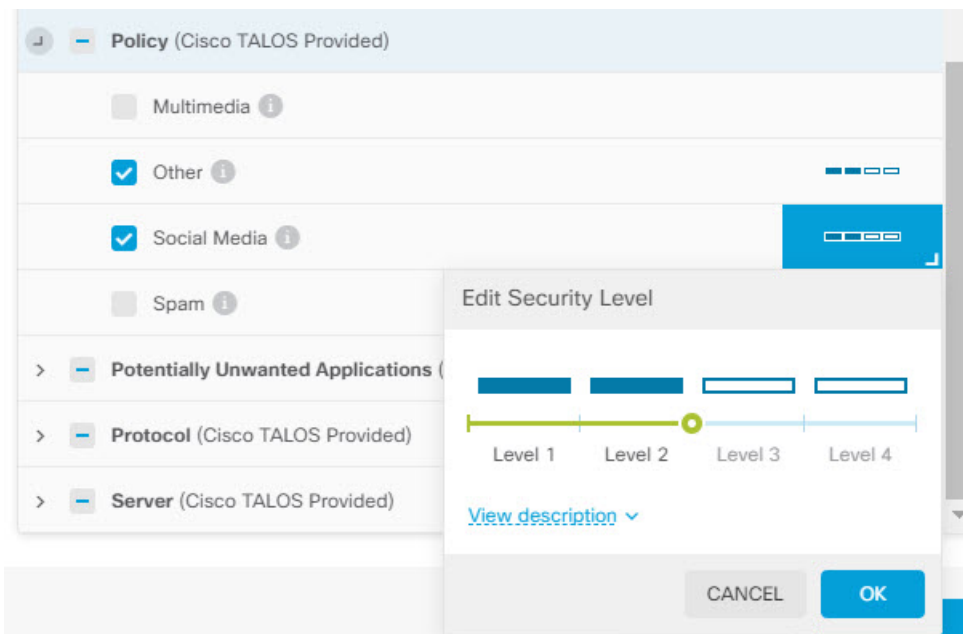 Policy (Cisco TALOS Provided)
Multimedia
Other
Social Media
Spam
Edit Security Level
Potentially Unwanted Applications (
Protocol (Cisco TALOS Provided)
Level 1 Level 2 Level 3 Level 4
Server (Cisco TALOS Provided)
View description
CANCEL OK